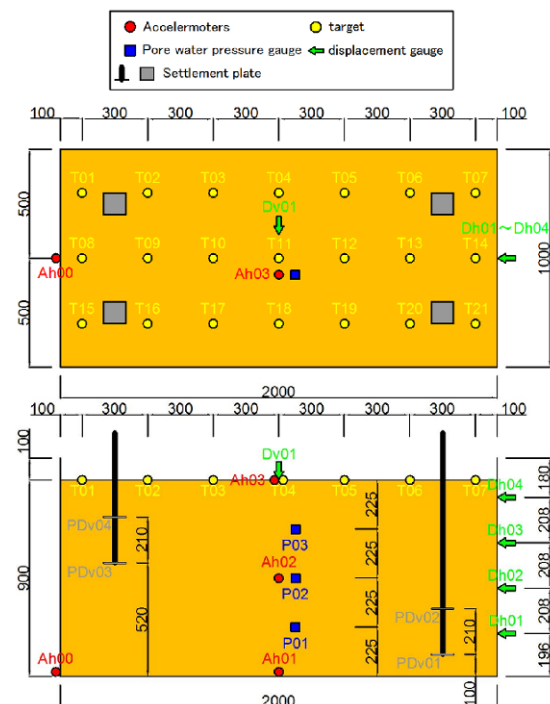 Accelermoters target
Pore water pressure gauge displacement gauge
Settlement plate
100 300 300 300 300 300 300 100
T01 T02 T03 T04 T05 T06 T07
500
Dv01
Dh01～Dh04
T08 T09 T10 T11 T12 T13 T14
Ah00 Ah03
1000
500
T15 T16 T17 T18 T19 T20 T21
2000
100 300 300 300 300 300 300 100
100
Dv01
Ah03
T01 T02 T03 T04 T05 T06 T07
180
Dh04
225
PDv04
208
210
Dh03
P03
225
PDv03
208
Ah02
900
Dh02
P02
520
225
208
PDv02
210
Dh01
P01
225
PDv01
196
Ah00 Ah01
100
2000